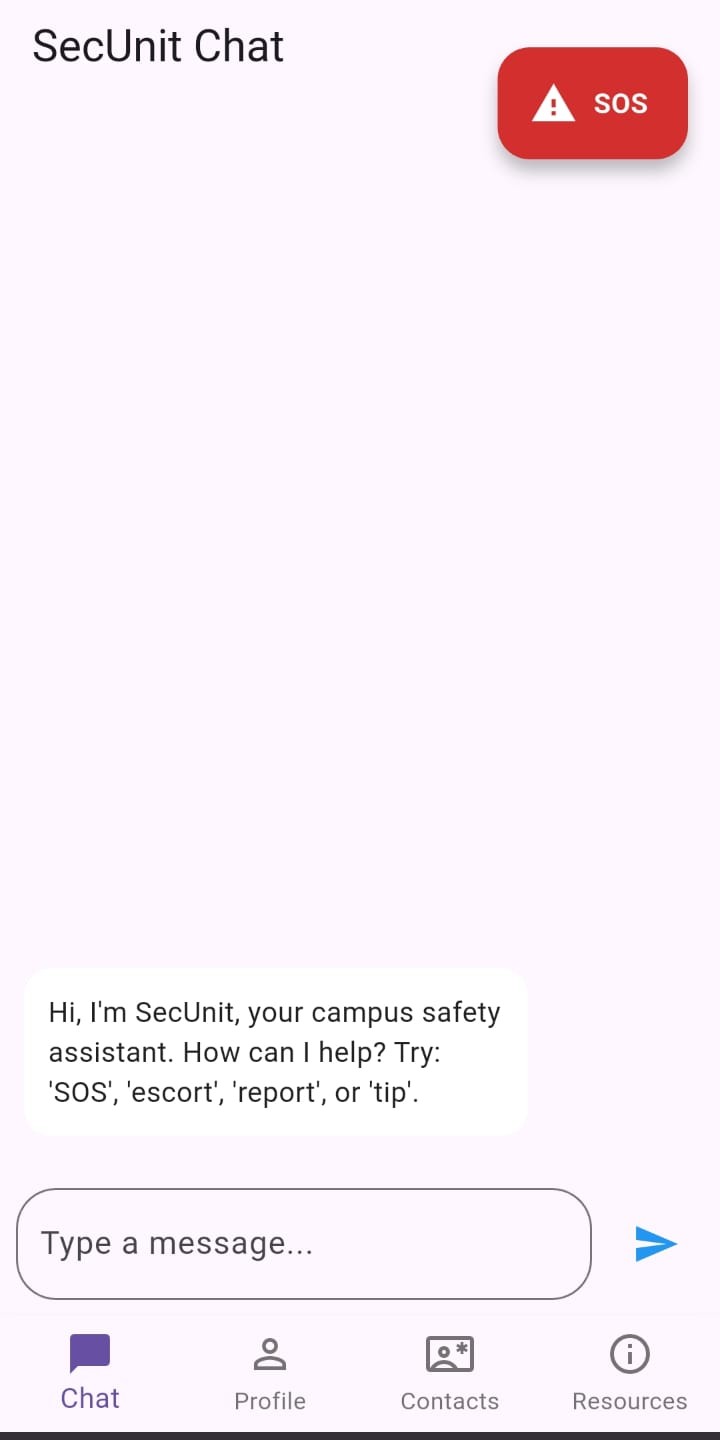 SecUnit Chat
SOS
Hi, I'm SecUnit, your campus safety
assistant. How can I help? Try:
'SOS', 'escort', 'report', or 'tip'.
Type a message...
Chat
Profile
Contacts
Resources